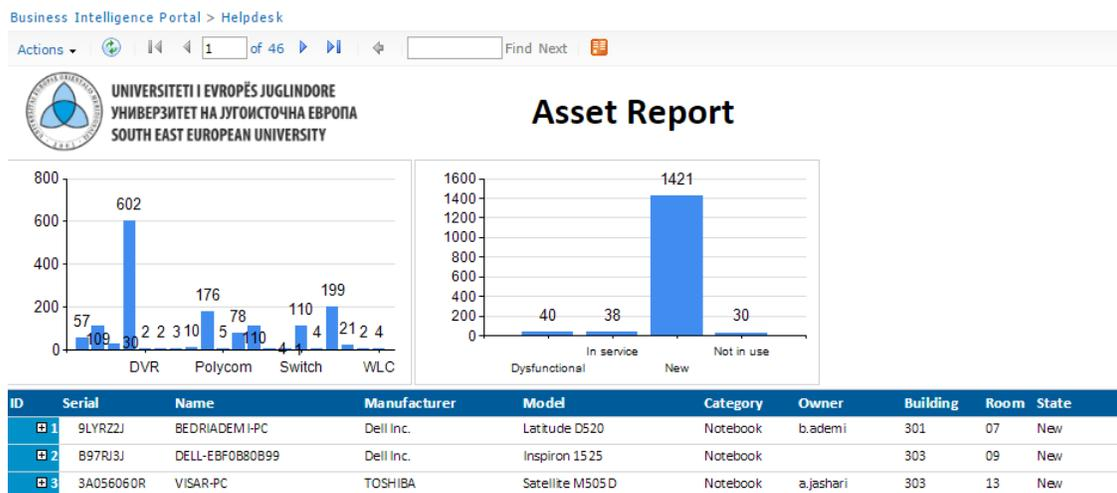 Business Intelligence Portal > Helpdesk
Actions 1 of 46 Find Next
UNIVERSITETI I EVROPËS JUGLINDORE
УНИВЕРЗИТЕТ НА ЈУГОИСТОЧНА ЕВРОПА
SOUTH EAST EUROPEAN UNIVERSITY
Asset Report
800
600
400
200
0
57 109 30 602 2 2 3 10 176 5 78 110 4 1 110 4 199 21 2 4
DVR Polycom Switch WLC
1600
1400
1200
1000
800
600
400
200
0
40 38 1421 30
In service Not in use
Dysfunctional New
ID Serial Name Manufacturer Model Category Owner Building Room State
1 9LYRZ2J BEDRIADEMI-PC Dell Inc. Latitude D520 Notebook b.ademi 301 07 New
2 B97RJ3J DELL-EBF0B80B99 Dell Inc. Inspiron 1525 Notebook 303 09 New
3 3A056060R VISAR-PC TOSHIBA Satellite M505D Notebook a.jashari 303 13 New